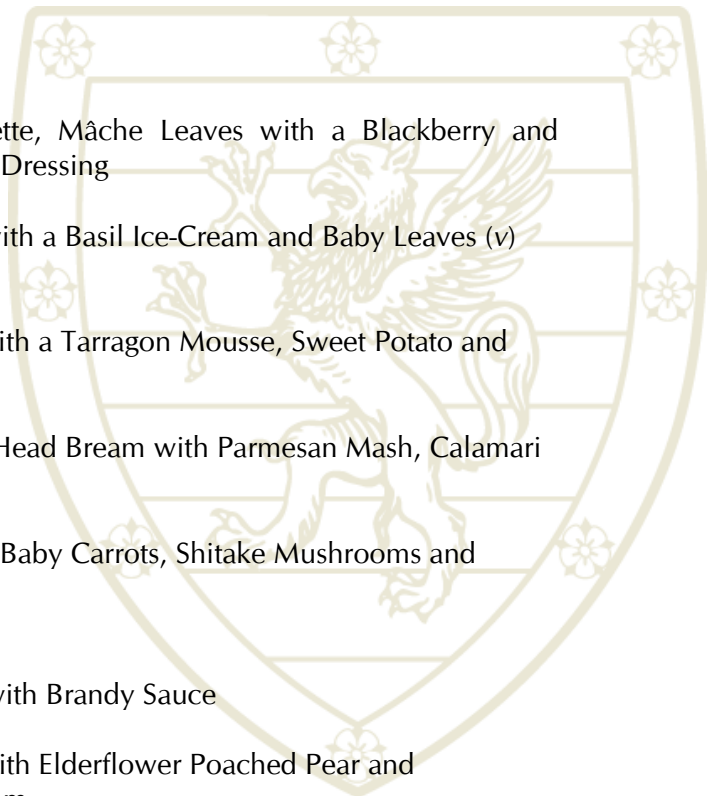 ette, Mâche Leaves with a Blackberry and
Dressing
with a Basil Ice-Cream and Baby Leaves (v)
ith a Tarragon Mousse, Sweet Potato and
Head Bream with Parmesan Mash, Calamari
Baby Carrots, Shitake Mushrooms and
with Brandy Sauce
ith Elderflower Poached Pear and